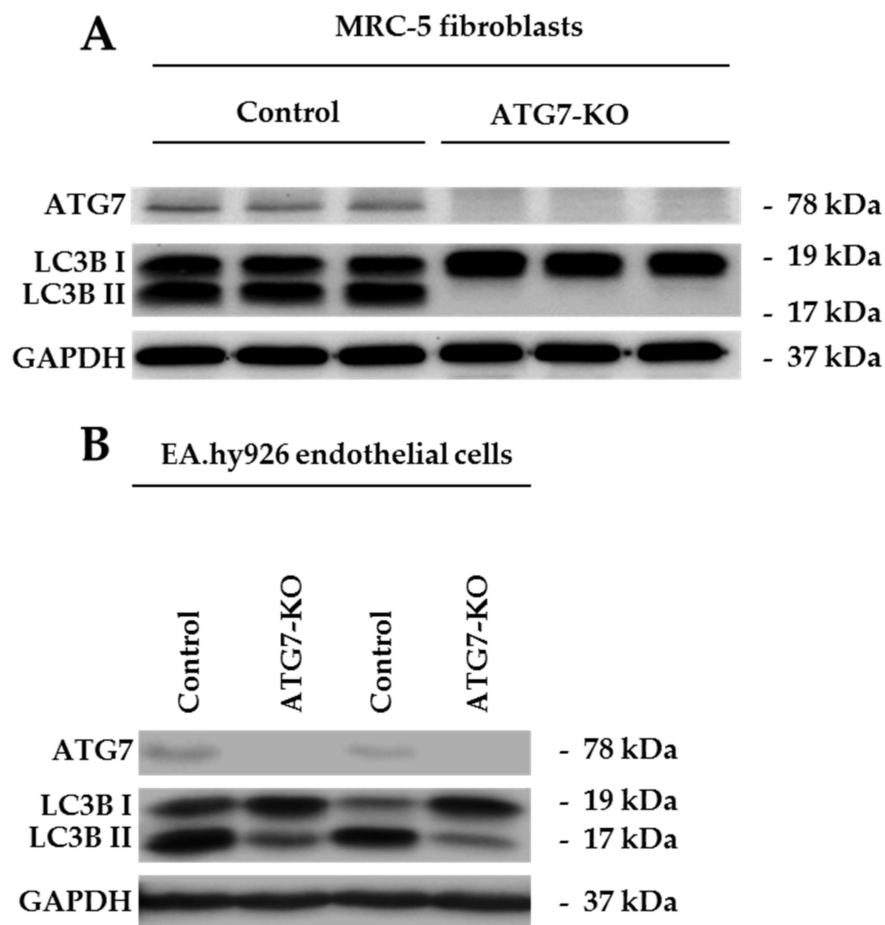 A
MRC-5 fibroblasts
Control ATG7-KO
ATG7 - 78 kDa
LC3B I - 19 kDa
LC3B II - 17 kDa
GAPDH - 37 kDa
B
EA.hy926 endothelial cells
Control ATG7-KO Control ATG7-KO
ATG7 - 78 kDa
LC3B I - 19 kDa
LC3B II - 17 kDa
GAPDH - 37 kDa